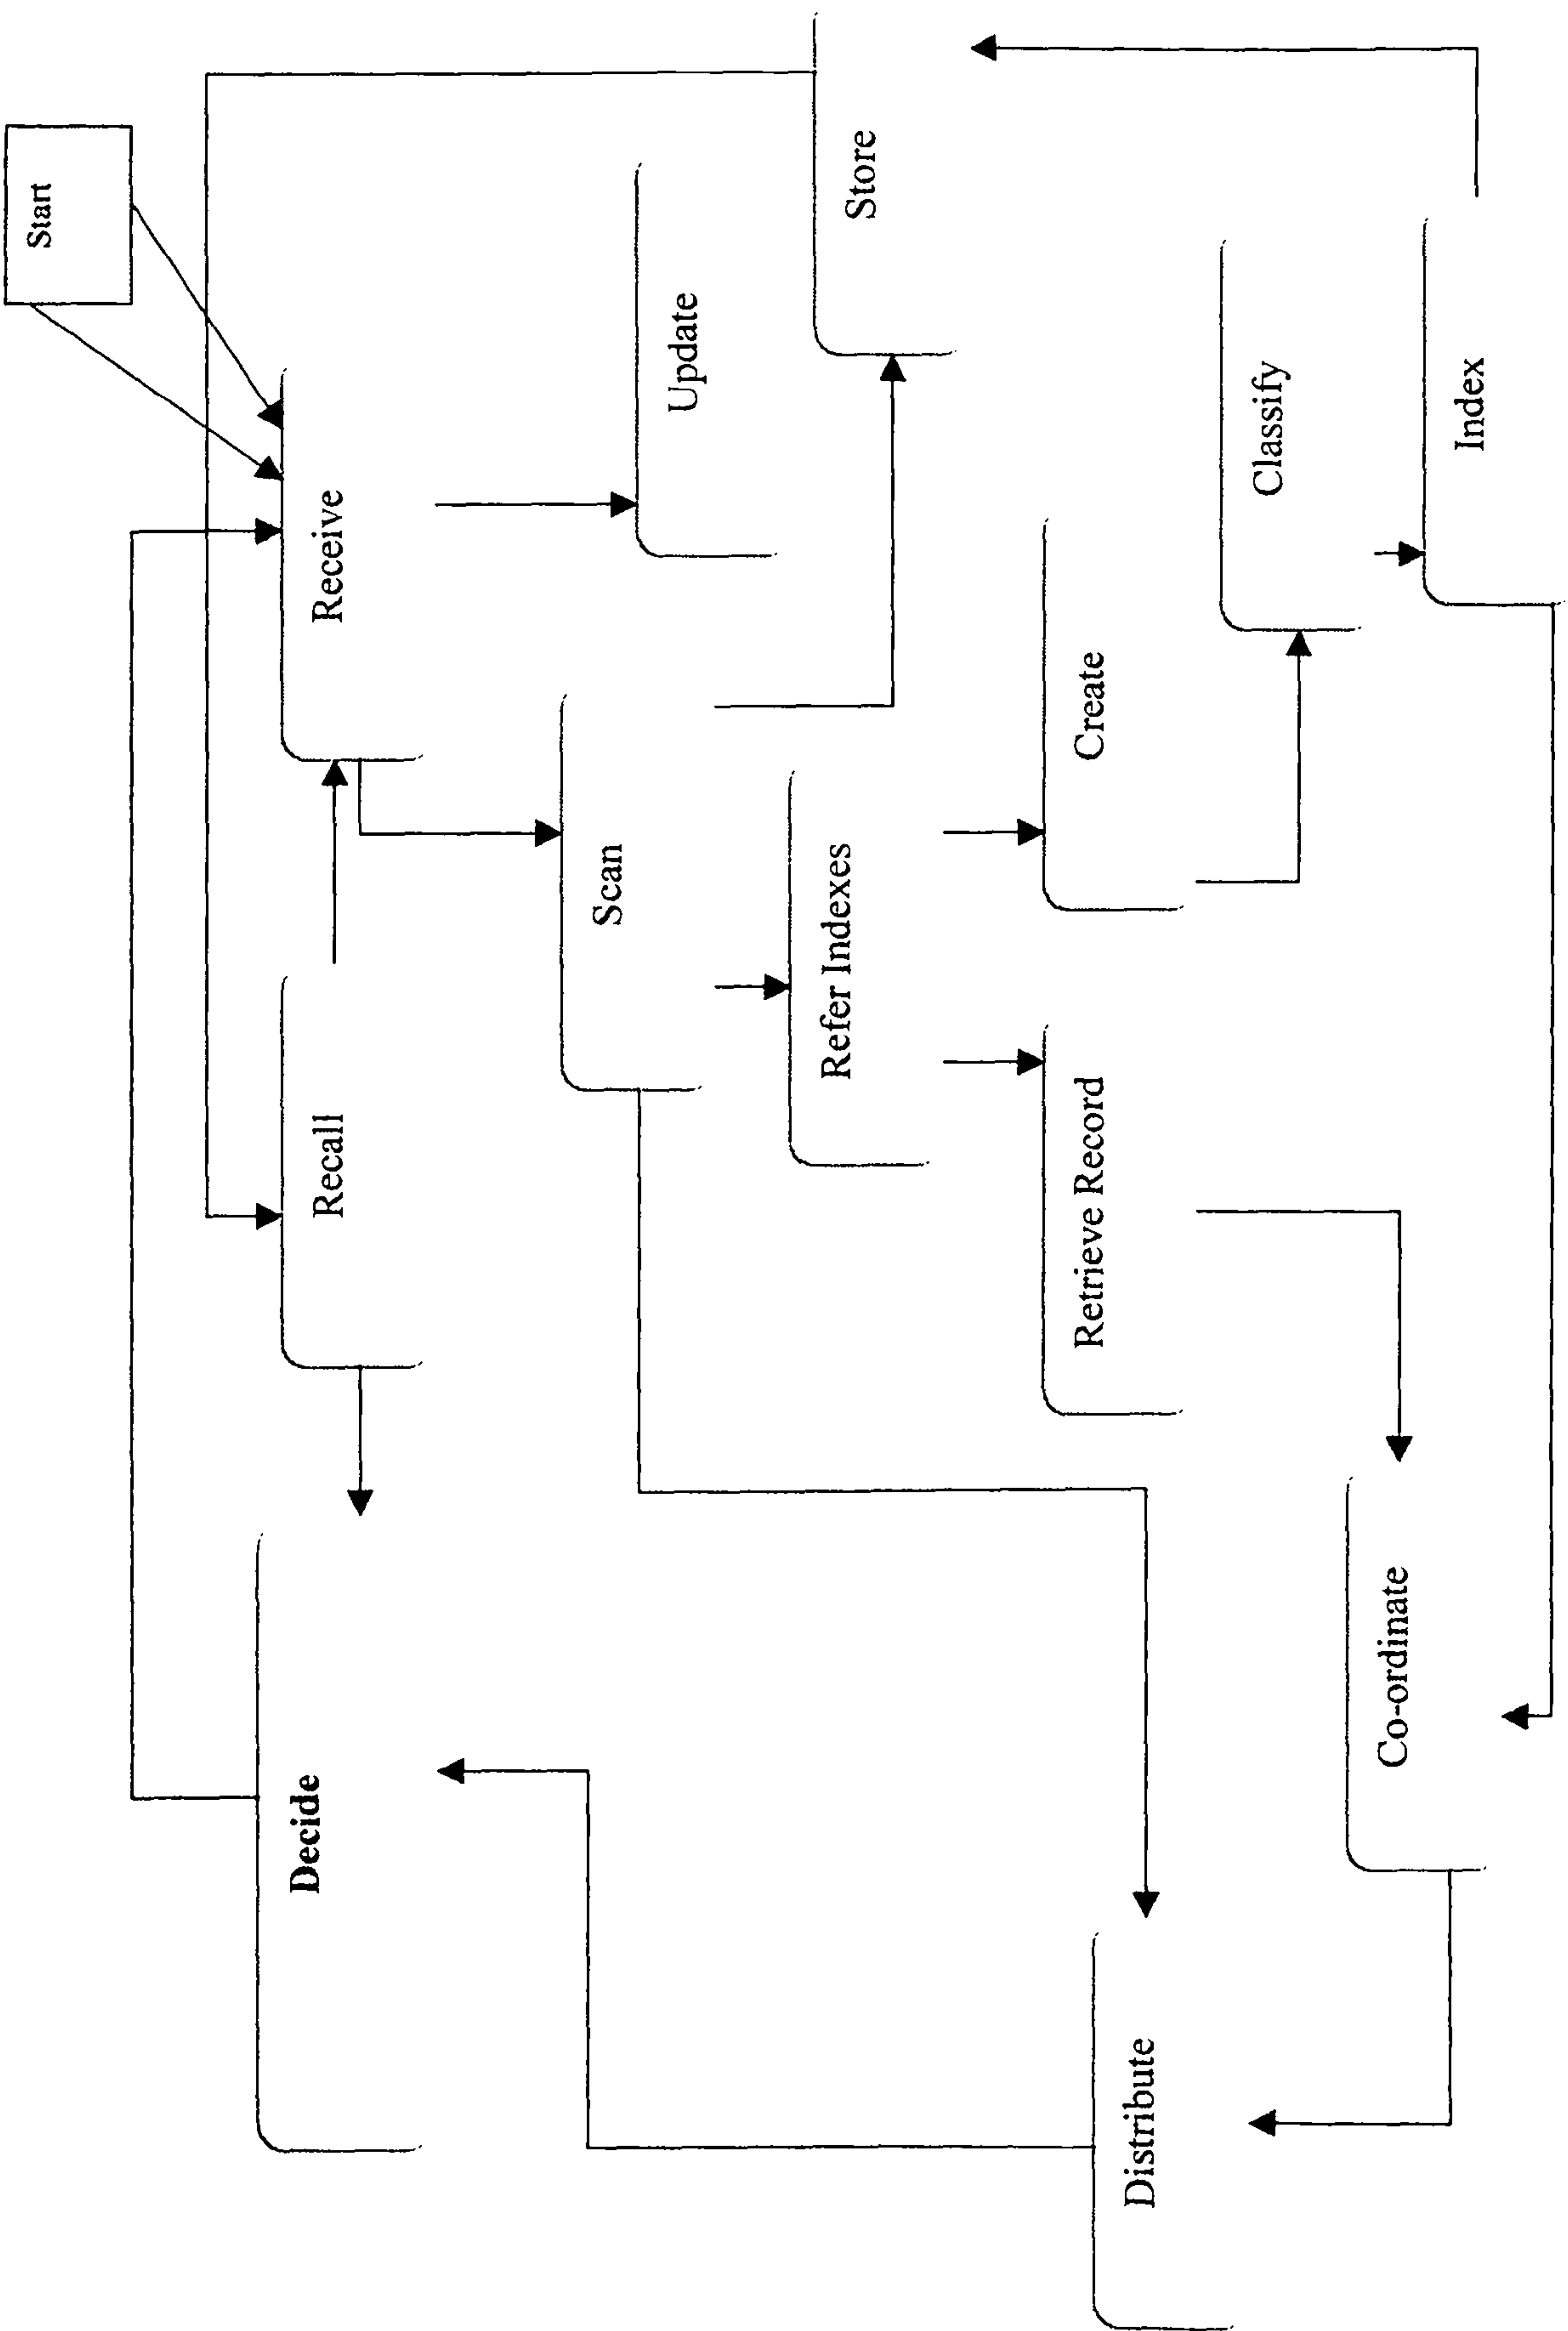 Start
Decide
Recall
Receive
Scan
Update
Refer Indexes
Store
Distribute
Retrieve Record
Create
Classify
Co-ordinate
Index